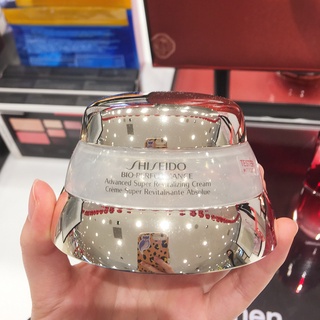 SHISEIDO
BIO-PERFORMANCE
Advanced Super Revitalizing Cream
Crème Super Revitalisante Absolue